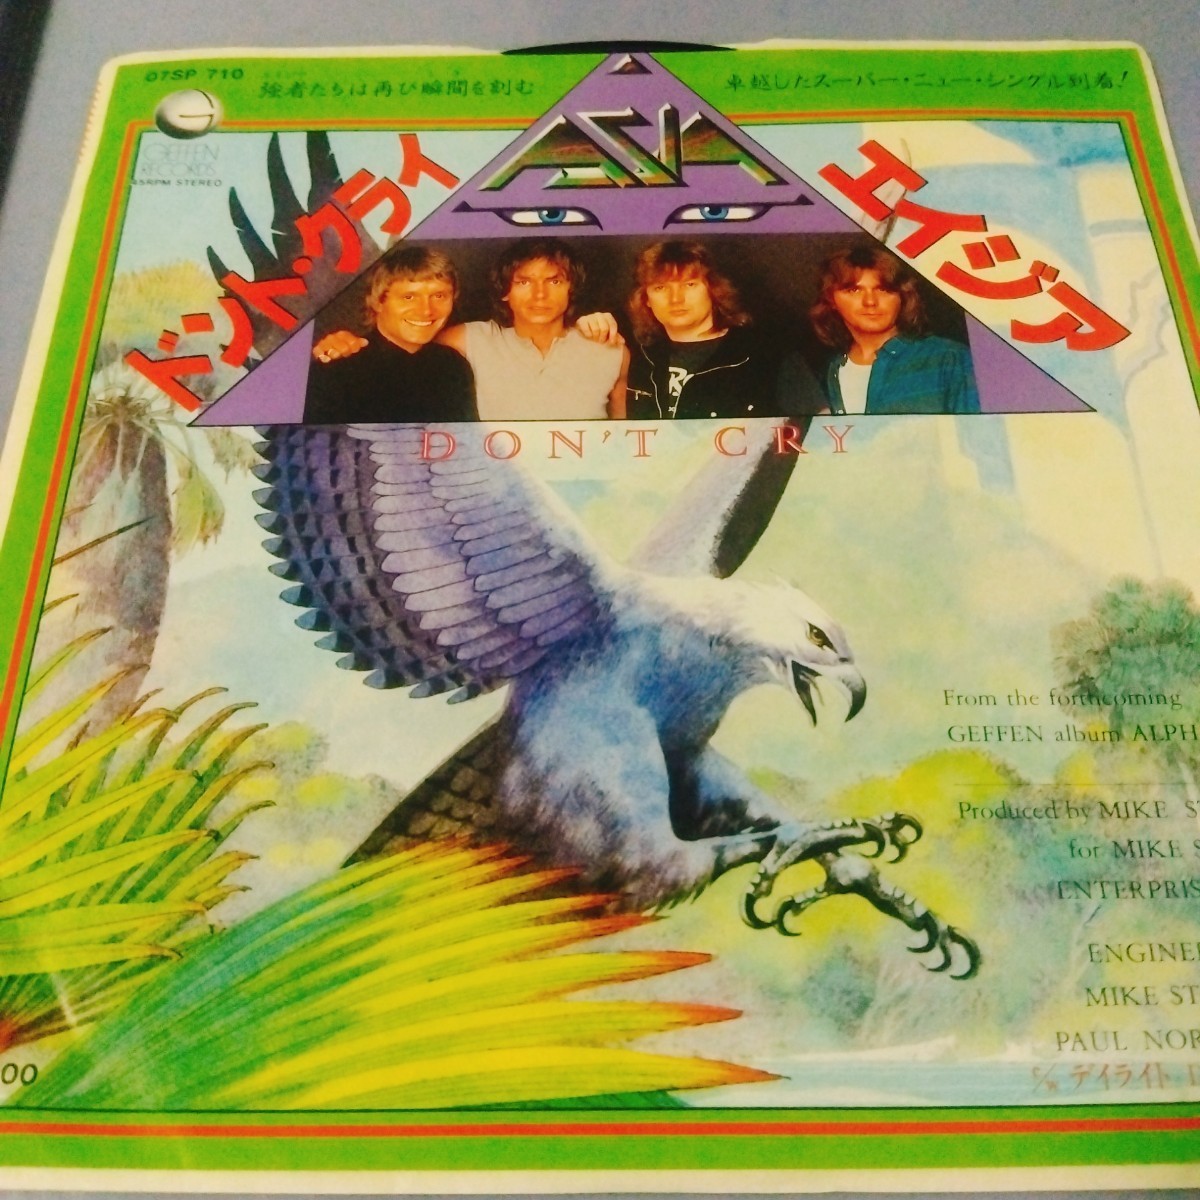 07SP 710
強者たちは再び瞬間を刻む
卓越したスーパー・ニュー・シングル到着!
GEFFEN
RECORDS
45RPM STEREO
ASIA
ドント・クライ
エイジア
DON'T CRY
From the forthcoming
GEFFEN album ALPH
Produced by MIKE S
for MIKE S
ENTERPRIS
ENGINEE
MIKE ST
PAUL NOR
C/W デイライト D
00